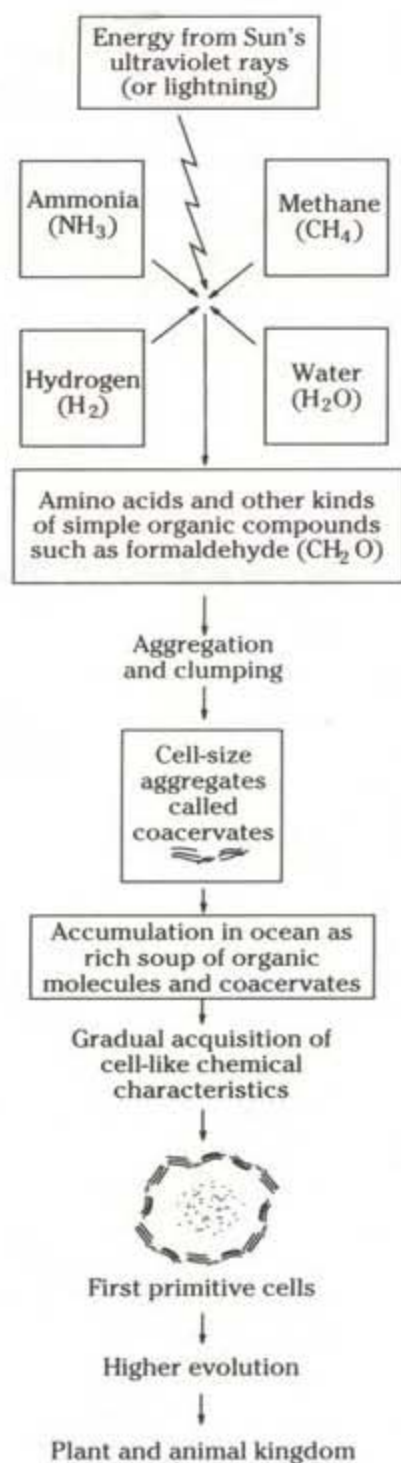 Energy from Sun's
ultraviolet rays
(or lightning)
Ammonia
(NH₃)
Methane
(CH₄)
Hydrogen
(H₂)
Water
(H₂O)
Amino acids and other kinds
of simple organic compounds
such as formaldehyde (CH₂O)
Aggregation
and clumping
Cell-size
aggregates
called
coacervates
Accumulation in ocean as
rich soup of organic
molecules and coacervates
Gradual acquisition of
cell-like chemical
characteristics
First primitive cells
Higher evolution
Plant and animal kingdom